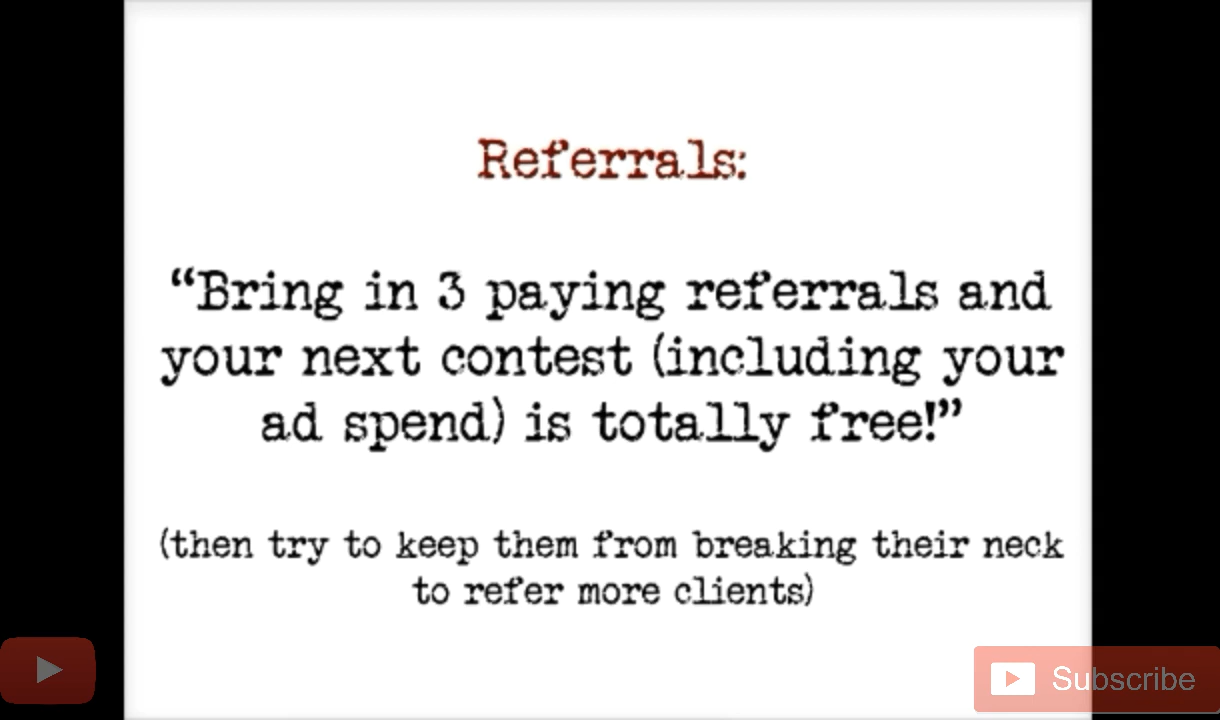 Referrals:
“Bring in 3 paying referrals and
your next contest (including your
ad spend) is totally free!”
(then try to keep them from breaking their neck
to refer more clients)
Subscribe